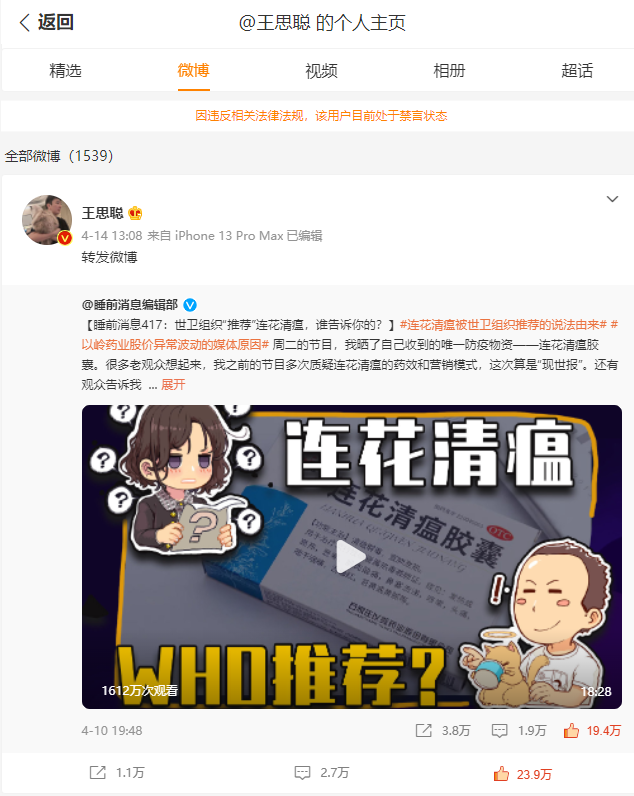 返回
@王思聪 的个人主页
精选
微博
视频
相册
超话
因违反相关法律法规，该用户目前处于禁言状态
全部微博（1539）
王思聪
4-14 13:08 来自 iPhone 13 Pro Max 已编辑
转发微博
@睡前消息编辑部
【睡前消息417：世卫组织“推荐”连花清瘟，谁告诉你的？】#连花清瘟被世卫组织推荐的说法由来# #
以岭药业股价异常波动的媒体原因# 周二的节目，我晒了自己收到的唯一防疫物资——连花清瘟胶
囊。很多老观众想起来，我之前的节目多次质疑连花清瘟的药效和营销模式，这次算是“现世报”。还有
观众告诉我 ... 展开
连花清瘟
连花清瘟胶囊
OTC
WHO推荐？
1612万次观看
18:28
4-10 19:48
3.8万
1.9万
19.4万
1.1万
2.7万
23.9万